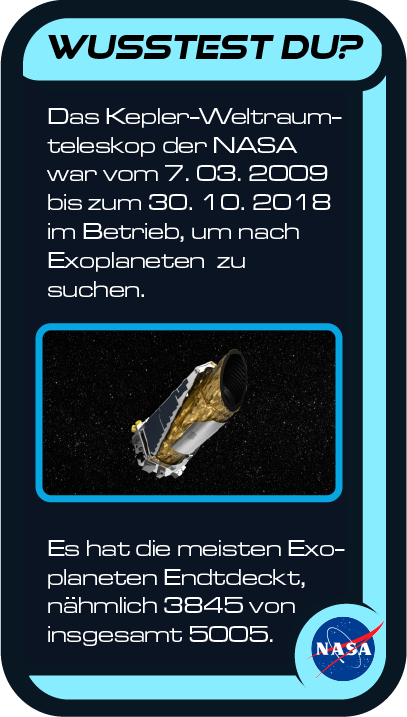 WUSSTEST DU?
Das Kepler-Weltraum-
teleskop der NASA
war vom 7. 03. 2009
bis zum 30. 10. 2018
im Betrieb, um nach
Exoplaneten zu
suchen.
Es hat die meisten Exo-
planeten Endtdeckt,
nähmlich 3845 von
insgesamt 5005.
NASA